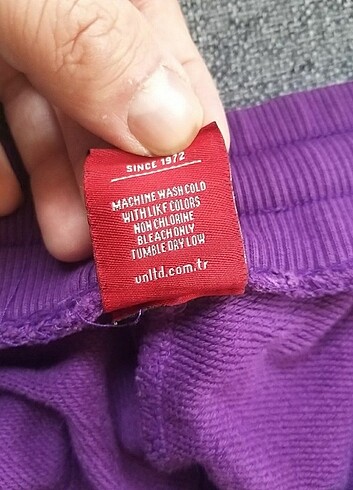 SINCE 1972
MACHINE WASH COLD
WITH LIKE COLORS
NON CHLORINE
BLEACH ONLY
TUMBLE DRY LOW
unltd.com.tr